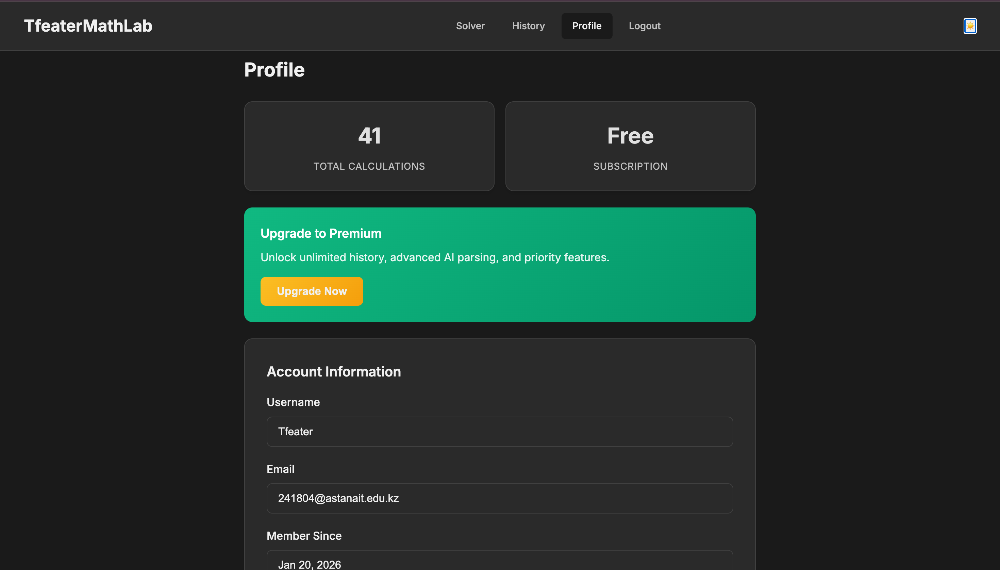 TfeaterMathLab
Solver History Profile Logout
Profile
41
TOTAL CALCULATIONS
Free
SUBSCRIPTION
Upgrade to Premium
Unlock unlimited history, advanced AI parsing, and priority features.
Upgrade Now
Account Information
Username
Tfeater
Email
241804@astanait.edu.kz
Member Since
Jan 20, 2026